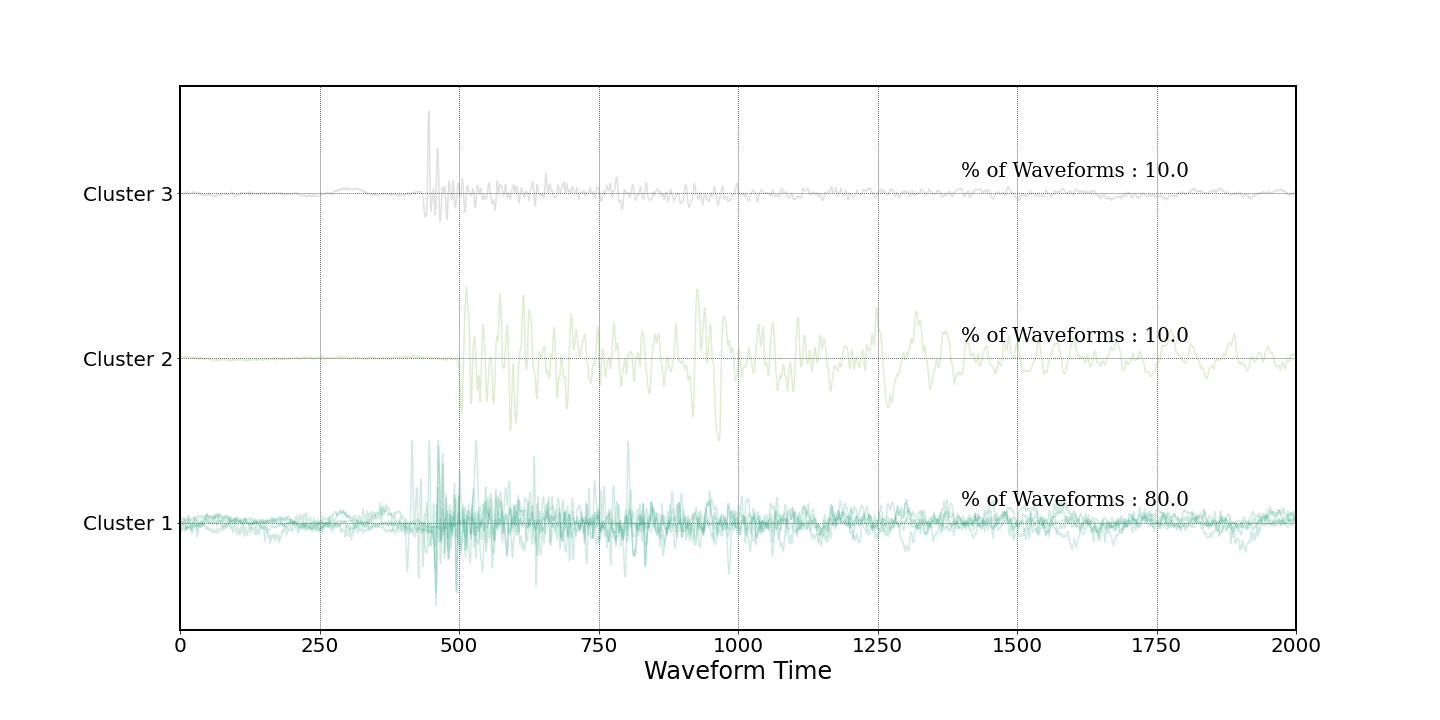 Cluster 3
% of Waveforms : 10.0
Cluster 2
% of Waveforms : 10.0
Cluster 1
% of Waveforms : 80.0
0 250 500 750 1000 1250 1500 1750 2000
Waveform Time